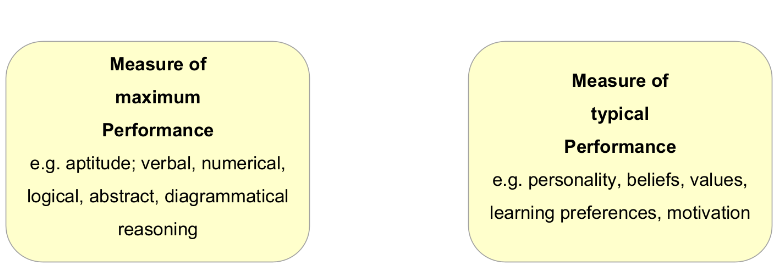 Measure of
maximum
Performance
e.g. aptitude; verbal, numerical,
logical, abstract, diagrammatical
reasoning
Measure of
typical
Performance
e.g. personality, beliefs, values,
learning preferences, motivation